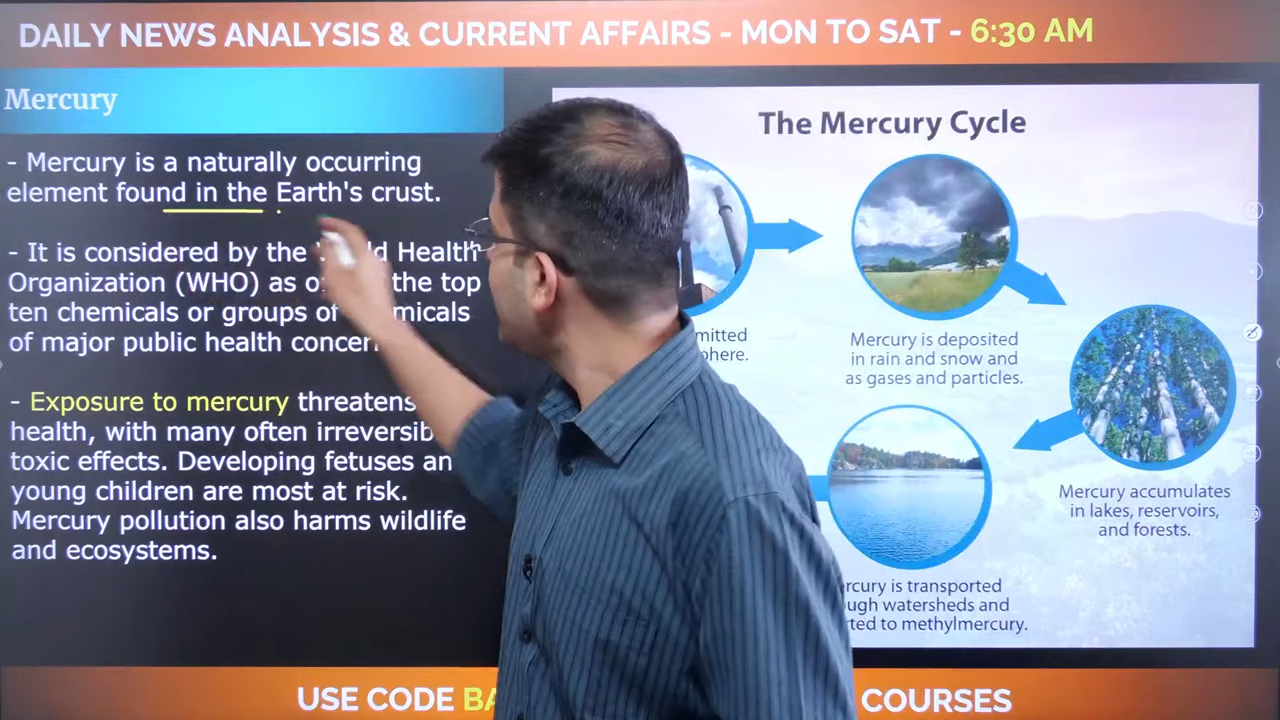 DAILY NEWS ANALYSIS & CURRENT AFFAIRS - MON TO SAT - 6:30 AM
Mercury
- Mercury is a naturally occurring
element found in the Earth's crust.
- It is considered by the Health
Organization (WHO) as the top
ten chemicals or groups of
of major public health
- Exposure to mercury threatens
health, with many often
toxic effects. Developing fetuses
young children are most at risk.
Mercury pollution also harms wildlife
and ecosystems.
The Mercury Cycle
Mercury is deposited
in rain and snow and
as gases and particles.
Mercury accumulates
in lakes, reservoirs,
and forests.
is transported
watersheds and
to methylmercury.
USE CODE COURSES